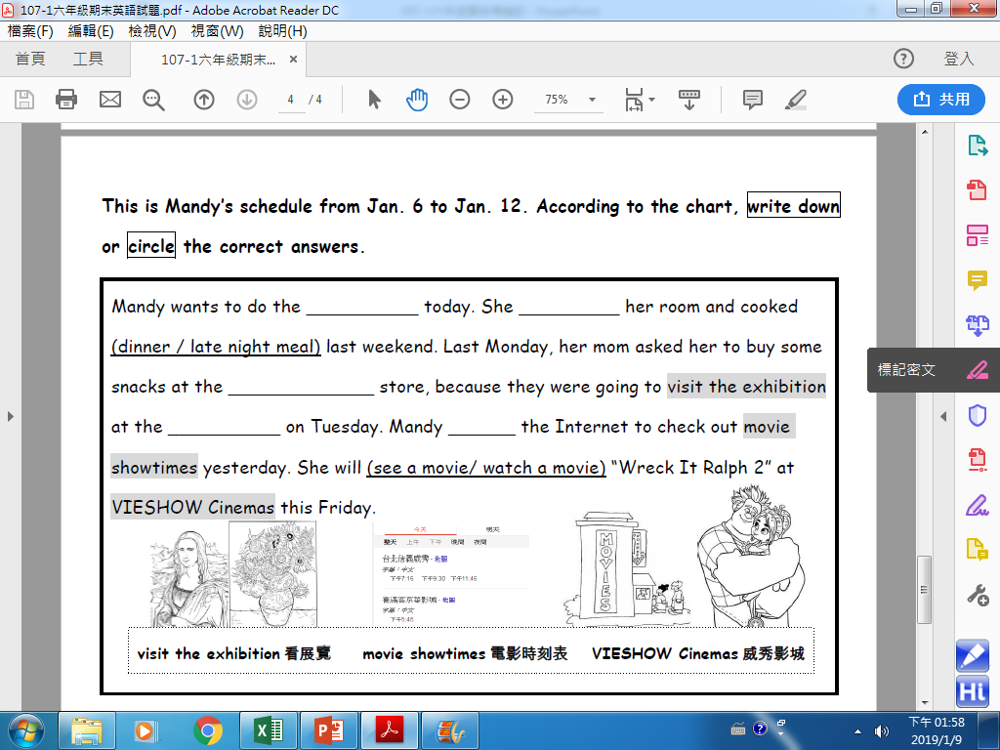 107-1六年級期末英語試題.pdf - Adobe Acrobat Reader DC
檔案(F) 編輯(E) 檢視(V) 視窗(W) 說明(H)
首頁 工具 107-1六年級期末... × 登入
4 / 4 75% 共用
This is Mandy's schedule from Jan. 6 to Jan. 12. According to the chart, write down
or circle the correct answers.
Mandy wants to do the ___________ today. She __________ her room and cooked
(dinner / late night meal) last weekend. Last Monday, her mom asked her to buy some
snacks at the ______________ store, because they were going to visit the exhibition
at the ___________ on Tuesday. Mandy _______ the Internet to check out movie
showtimes yesterday. She will (see a movie/ watch a movie) “Wreck It Ralph 2” at
VIESHOW Cinemas this Friday.
今天 明天
整天 上午 下午 晚間 夜間
台北信義威秀 - 地圖
字幕：中文
下午7:15 下午9:30 下午11:45
喜滿客京華影城 - 地圖
字幕：中文
下午5:45
MOVIES
visit the exhibition 看展覽 movie showtimes 電影時刻表 VIESHOW Cinemas 威秀影城
標記密文
Hi
下午 01:58
2019/1/9